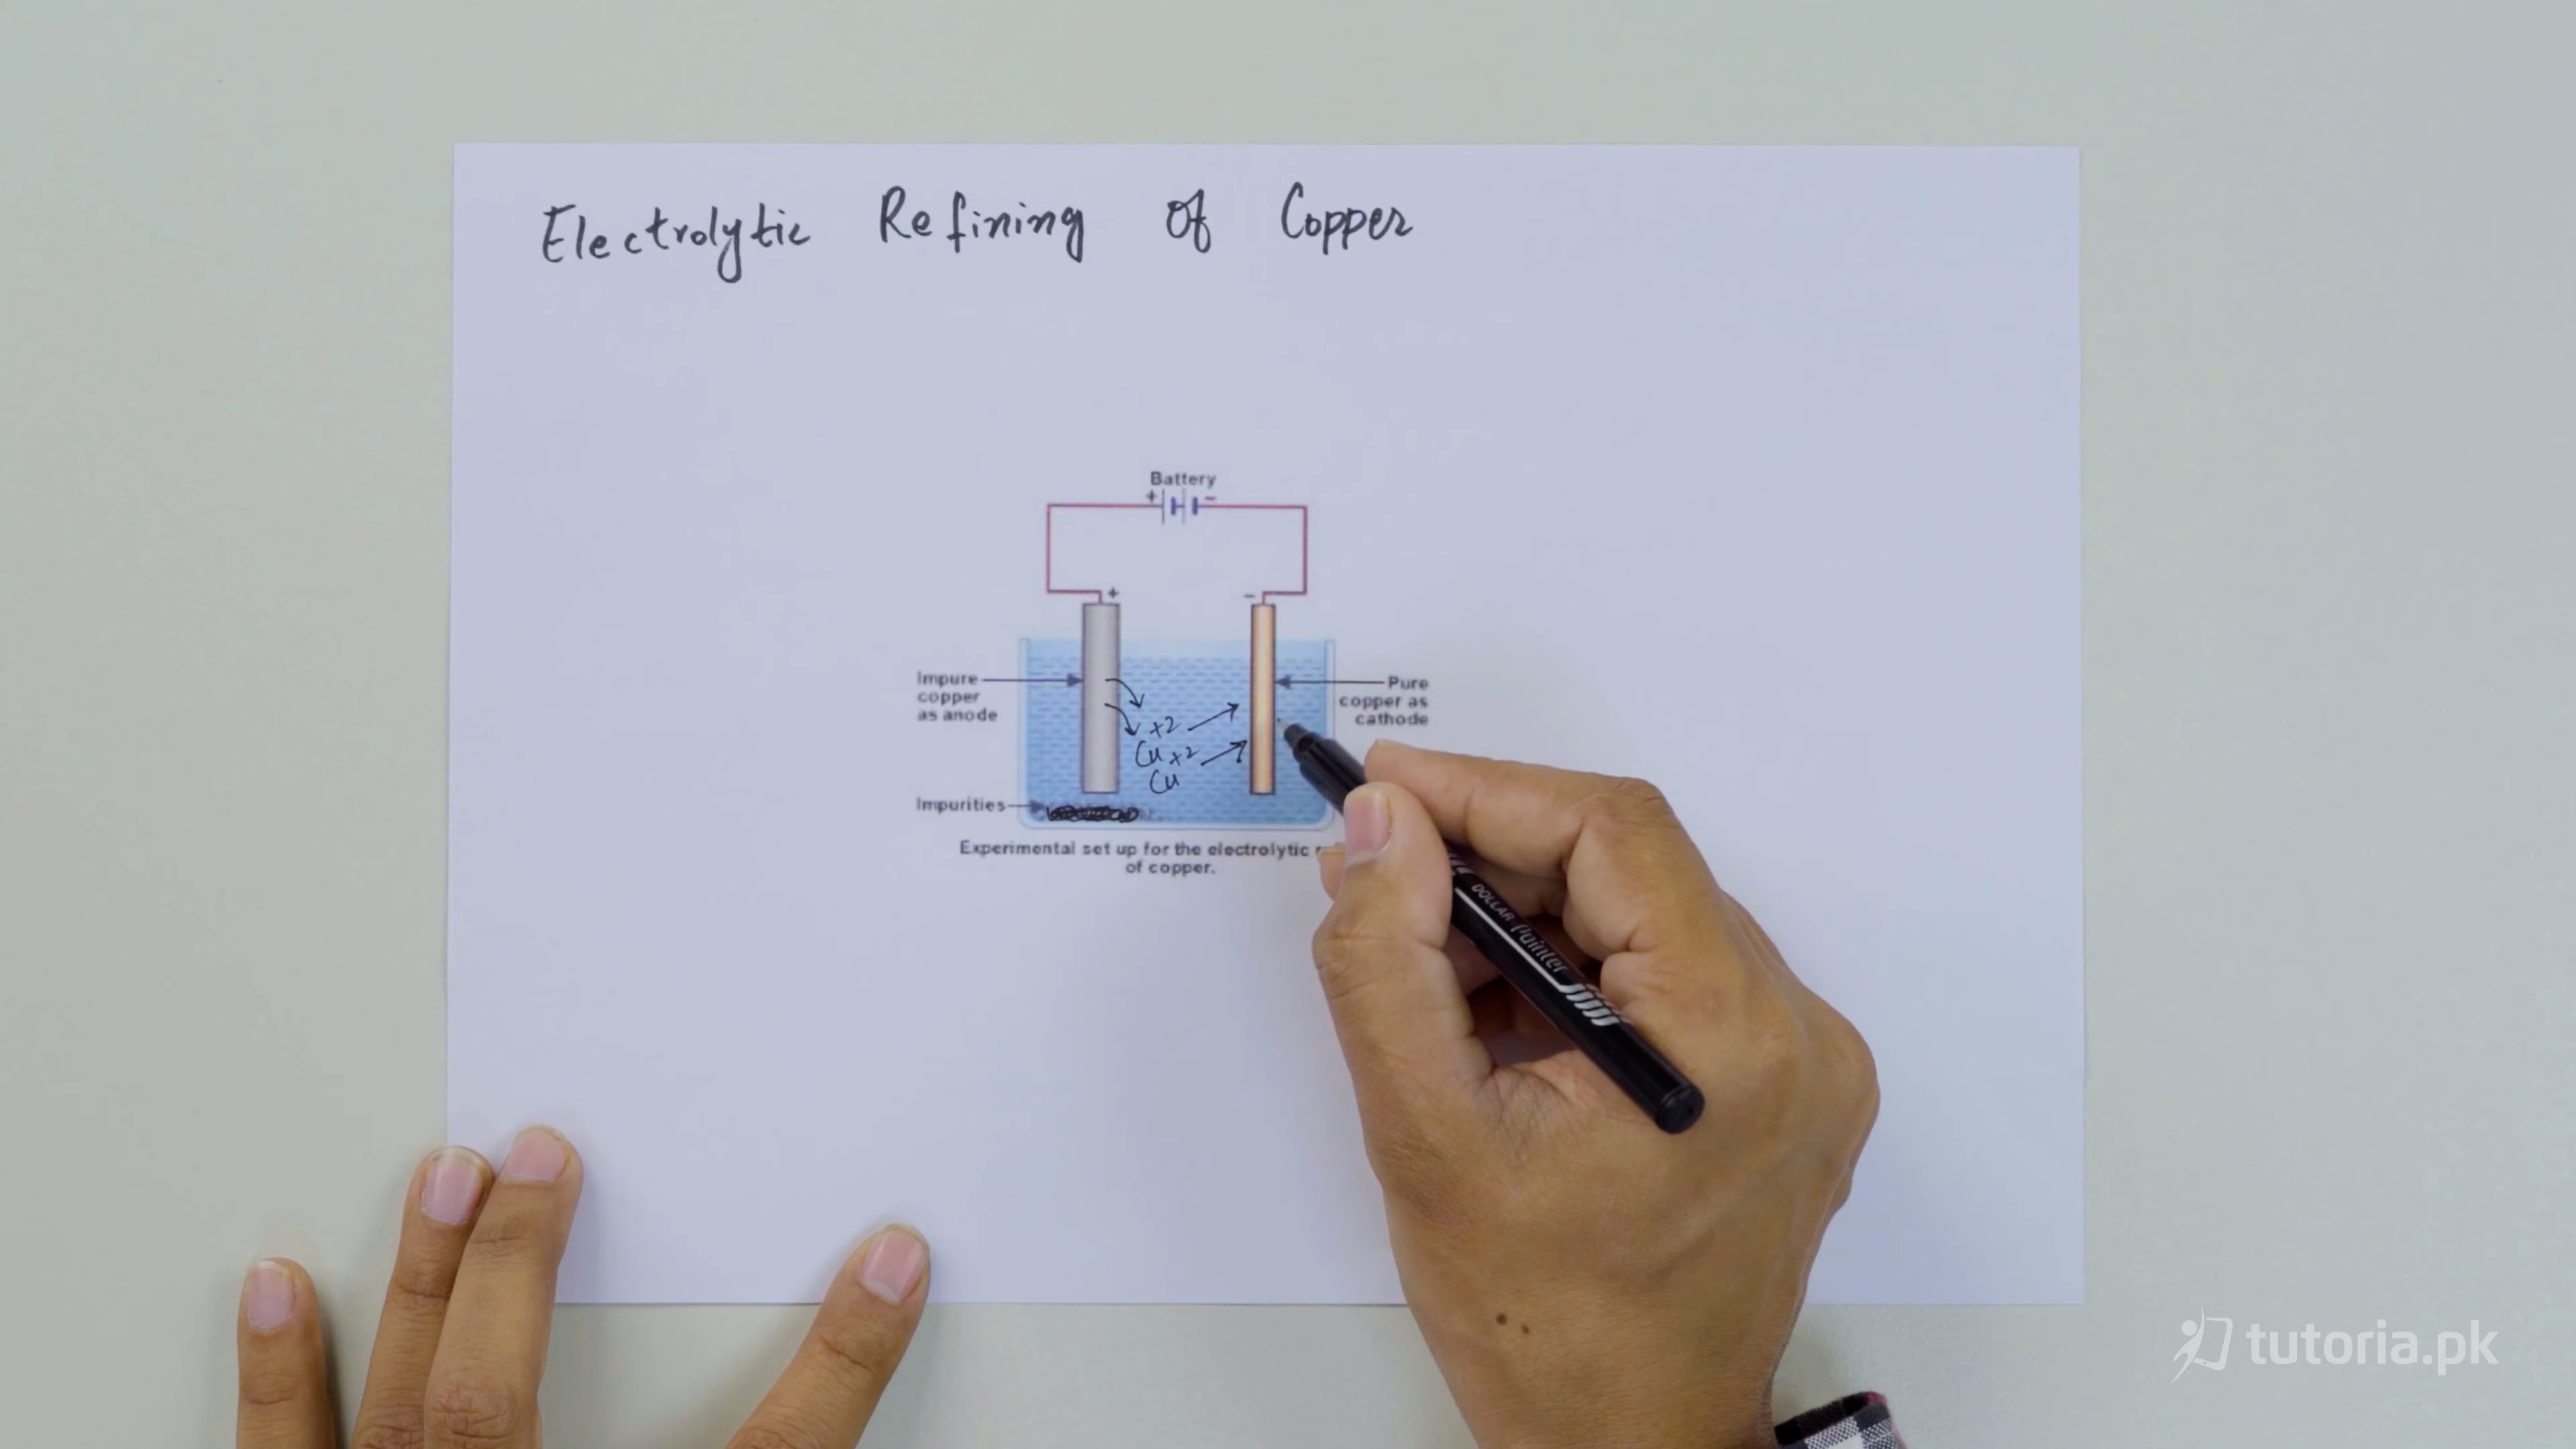 Electrolytic Refining Of Copper
Battery
+ -
+ -
Impure
copper
as anode
Pure
copper as
cathode
+2
Cu +2
Cu
Impurities
Experimental set up for the electrolytic
of copper.
DOLLAR Pointer
tutoria.pk